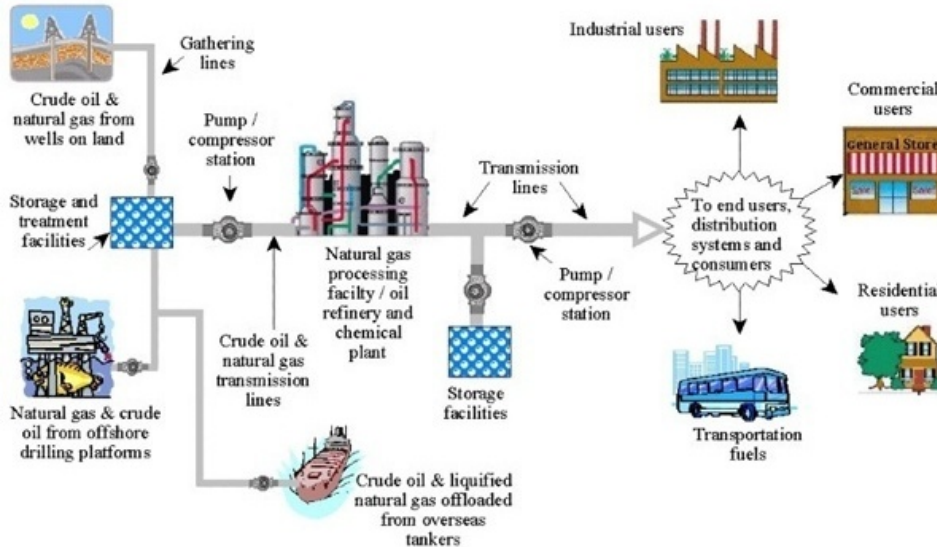 Gathering
lines
Crude oil &
natural gas from
wells on land
Pump /
compressor
station
Storage and
treatment
facilities
Natural gas & crude
oil from offshore
drilling platforms
Crude oil &
natural gas
transmission
lines
Natural gas
processing
facilty / oil
refinery and
chemical
plant
Crude oil & liquified
natural gas offloaded
from overseas
tankers
Transmission
lines
Pump /
compressor
station
Storage
facilities
To end users,
distribution
systems and
consumers
Industrial users
Commercial
users
General Store
Residential
users
Transportation
fuels